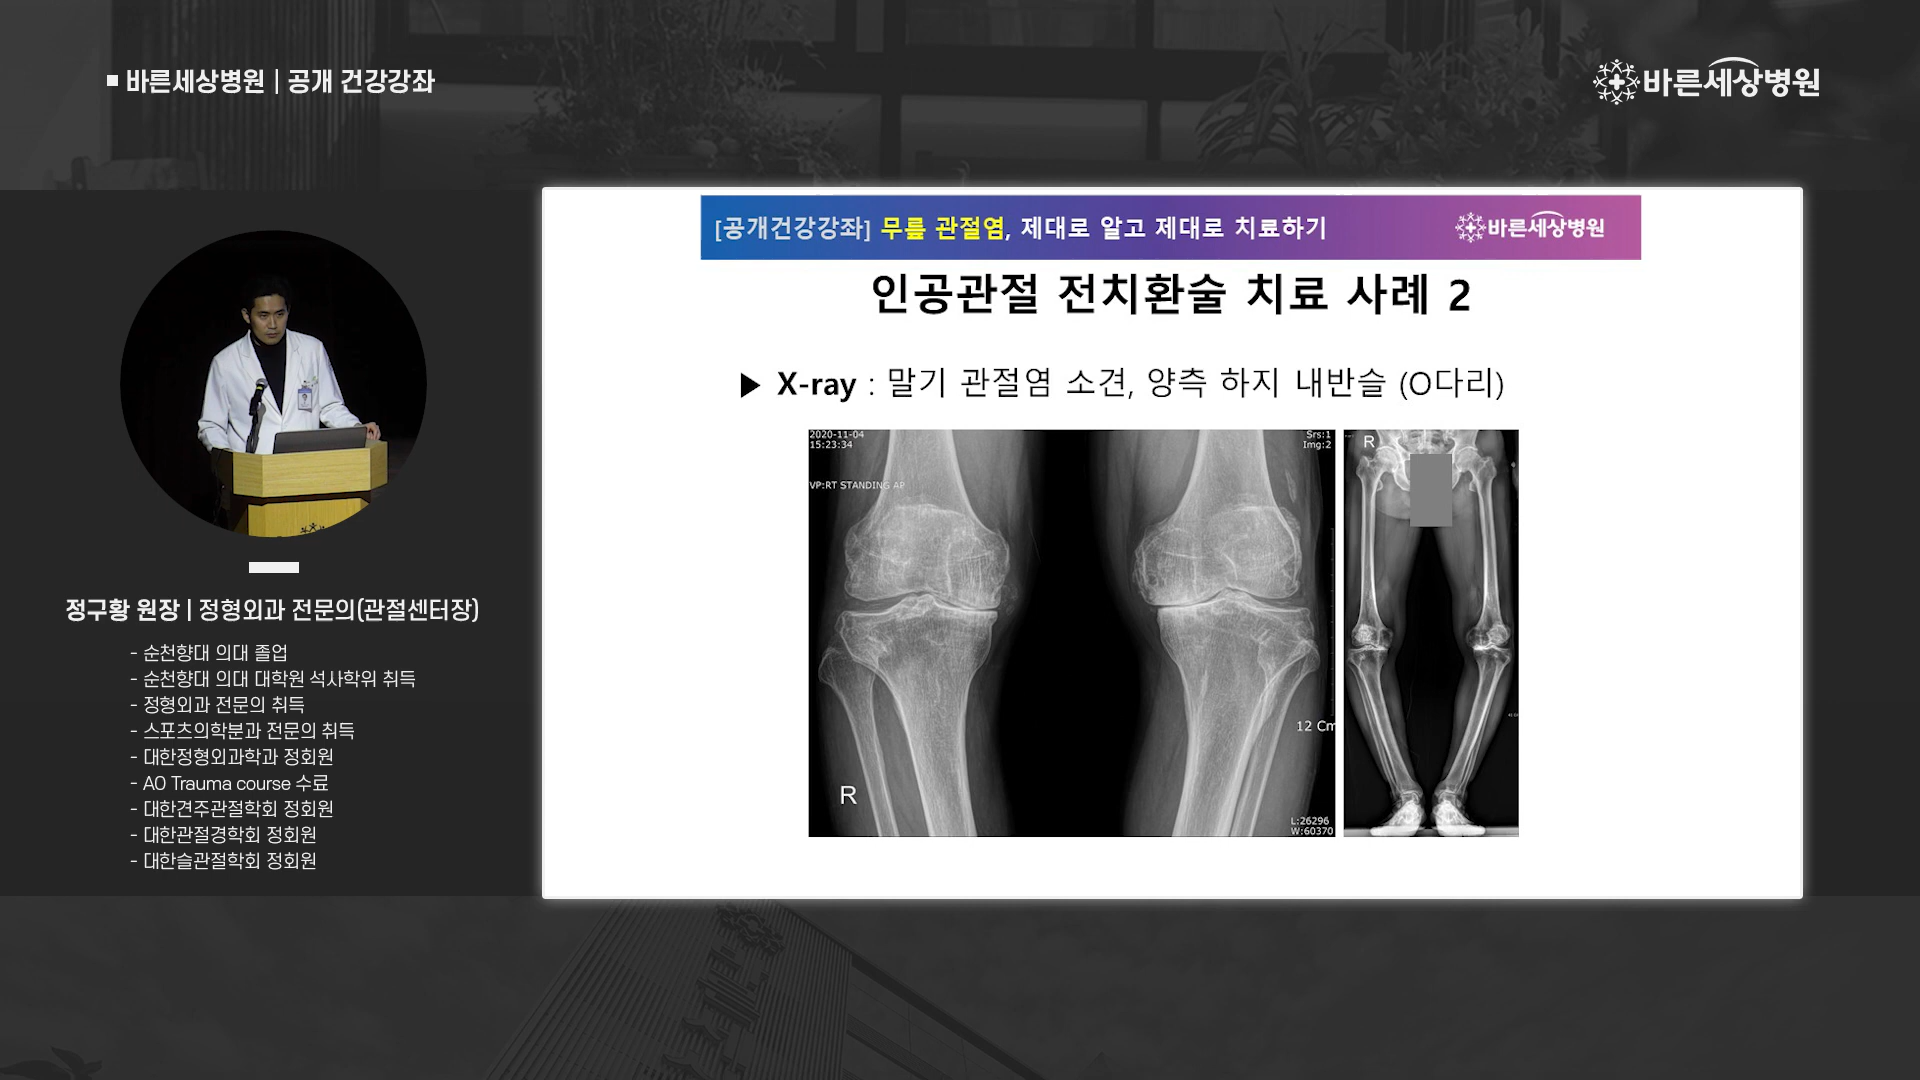 바른세상병원 | 공개 건강강좌
바른세상병원
[공개건강강좌] 무릎 관절염, 제대로 알고 제대로 치료하기
바른세상병원
인공관절 전치환술 치료 사례 2
▶ X-ray : 말기 관절염 소견, 양측 하지 내반슬 (O다리)
2020-11-04
15:23:34
Srs:1
Img:2
VP:RT STANDING AP
12 Cm
R
L:26296
W:60370
R
정구황 원장 | 정형외과 전문의(관절센터장)
- 순천향대 의대 졸업
- 순천향대 의대 대학원 석사학위 취득
- 정형외과 전문의 취득
- 스포츠의학분과 전문의 취득
- 대한정형외과학과 정회원
- AO Trauma course 수료
- 대한견주관절학회 정회원
- 대한관절경학회 정회원
- 대한슬관절학회 정회원